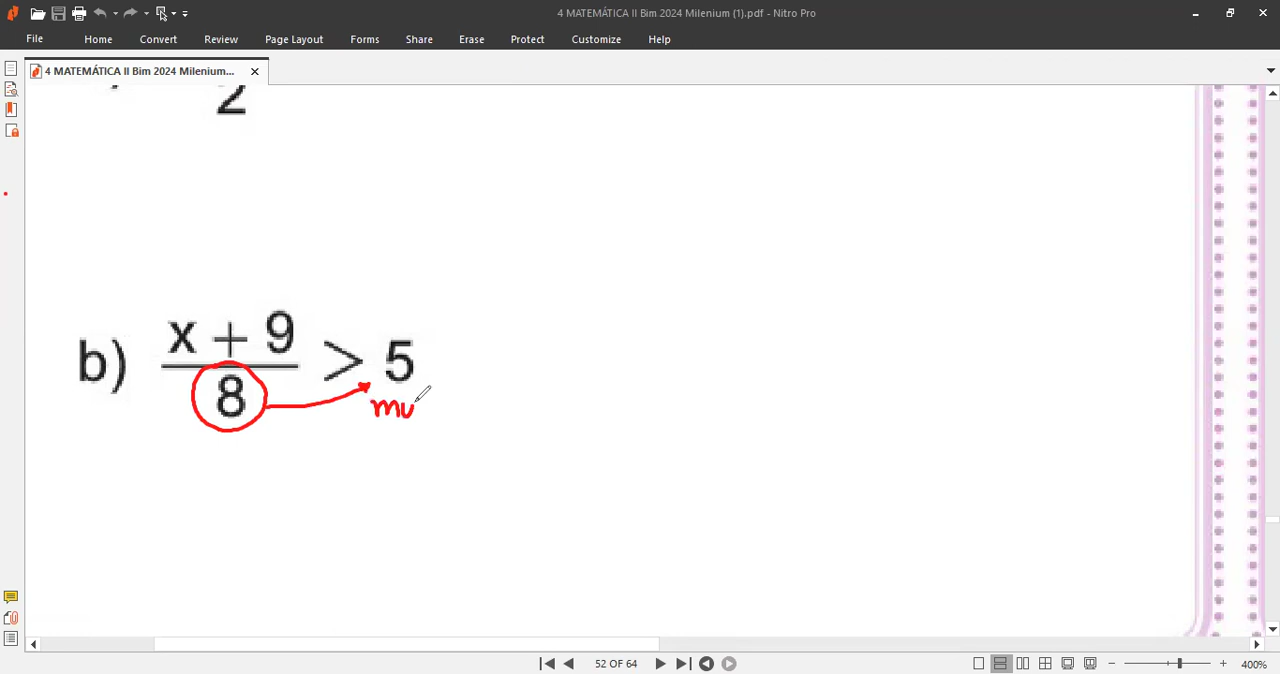 4 MATEMÁTICA II Bim 2024 Milenium (1).pdf - Nitro Pro
File Home Convert Review Page Layout Forms Share Erase Protect Customize Help
4 MATEMÁTICA II Bim 2024 Milenium...
2
x + 9
b) > 5
8
mu
52 OF 64
400%